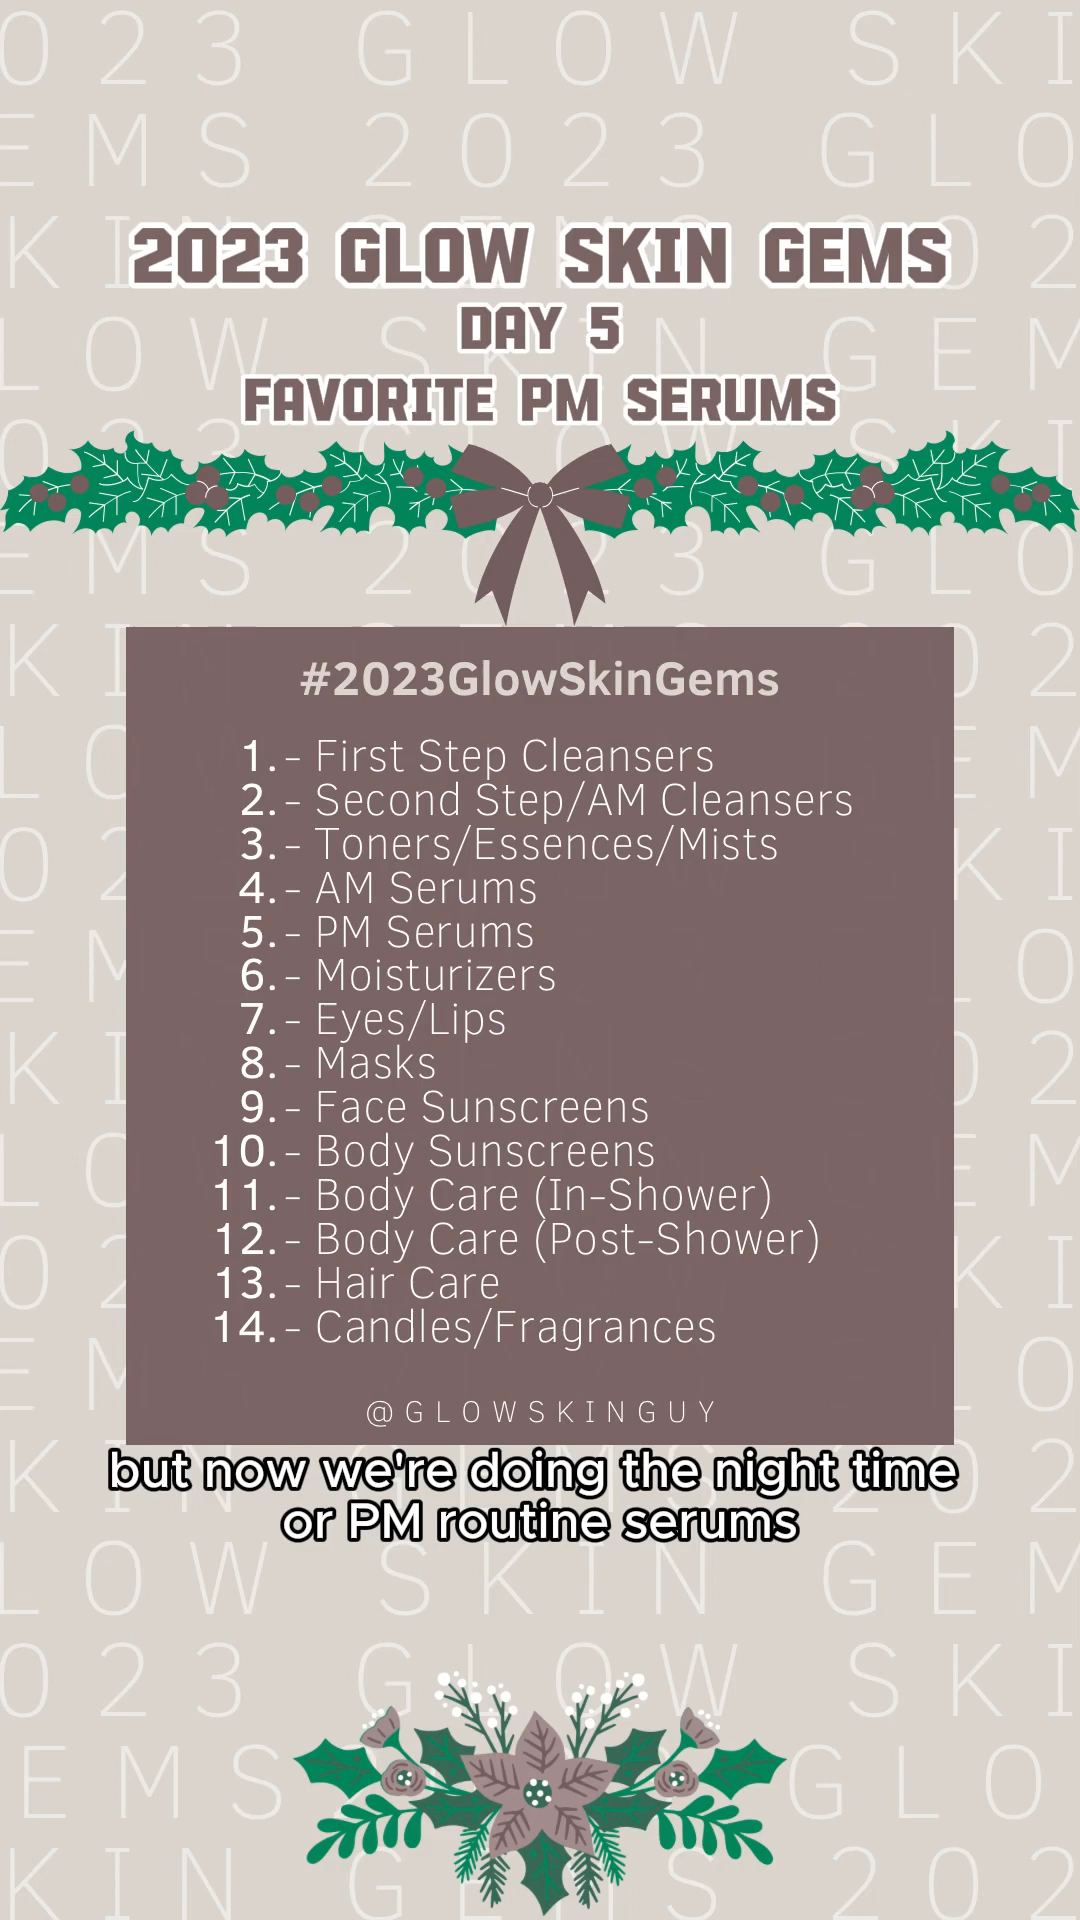 2023 GLOW SKIN GEMS
DAY 5
FAVORITE PM SERUMS
#2023GlowSkinGems
1.- First Step Cleansers
2.- Second Step/AM Cleansers
3.- Toners/Essences/Mists
4.- AM Serums
5.- PM Serums
6.- Moisturizers
7.- Eyes/Lips
8.- Masks
9.- Face Sunscreens
10.- Body Sunscreens
11.- Body Care (In-Shower)
12.- Body Care (Post-Shower)
13.- Hair Care
14.- Candles/Fragrances
@GLOWSKINGUY
but now we're doing the night time
or PM routine serums